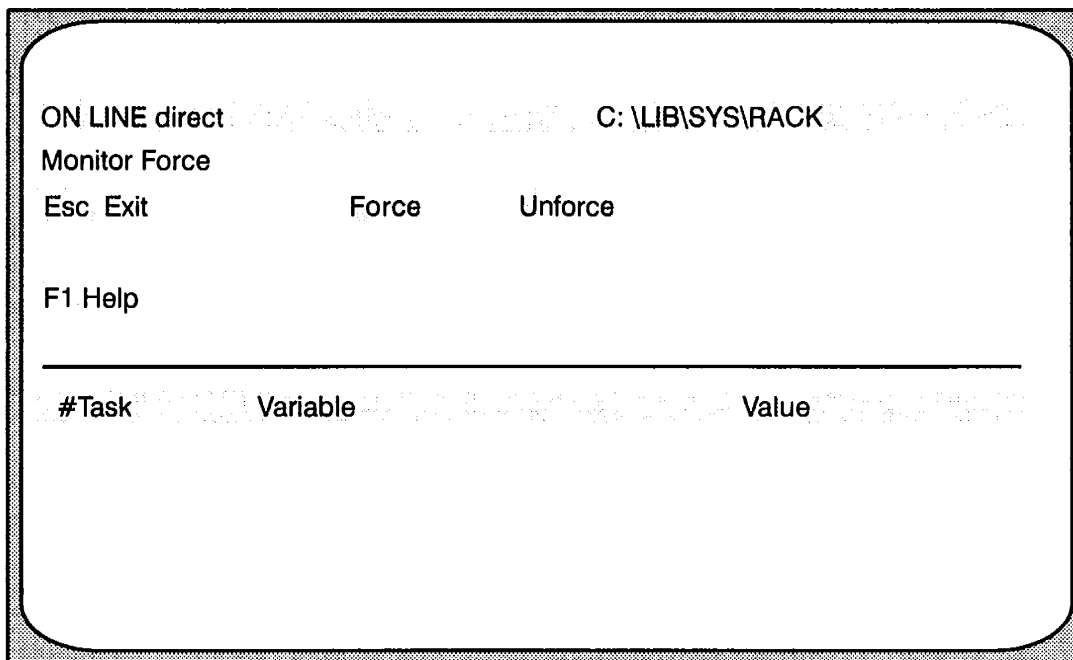 ON LINE direct C: \LIB\SYS\RACK
Monitor Force
Esc Exit Force Unforce
F1 Help
#Task Variable Value